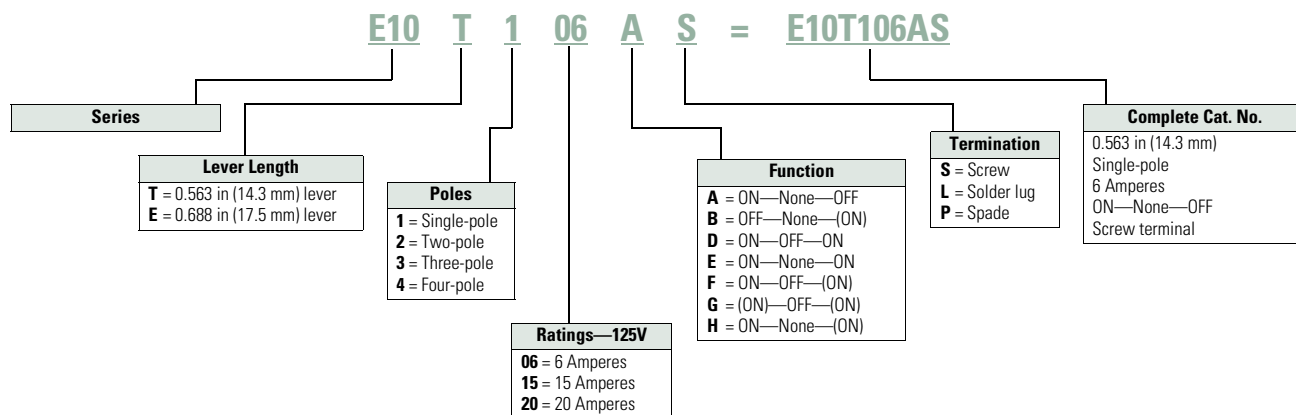 E10 T 1 06 A S = E10T106AS
Series
Lever Length
T = 0.563 in (14.3 mm) lever
E = 0.688 in (17.5 mm) lever
Poles
1 = Single-pole
2 = Two-pole
3 = Three-pole
4 = Four-pole
Ratings—125V
06 = 6 Amperes
15 = 15 Amperes
20 = 20 Amperes
Function
A = ON—None—OFF
B = OFF—None—(ON)
D = ON—OFF—ON
E = ON—None—ON
F = ON—OFF—(ON)
G = (ON)—OFF—(ON)
H = ON—None—(ON)
Termination
S = Screw
L = Solder lug
P = Spade
Complete Cat. No.
0.563 in (14.3 mm)
Single-pole
6 Amperes
ON—None—OFF
Screw terminal